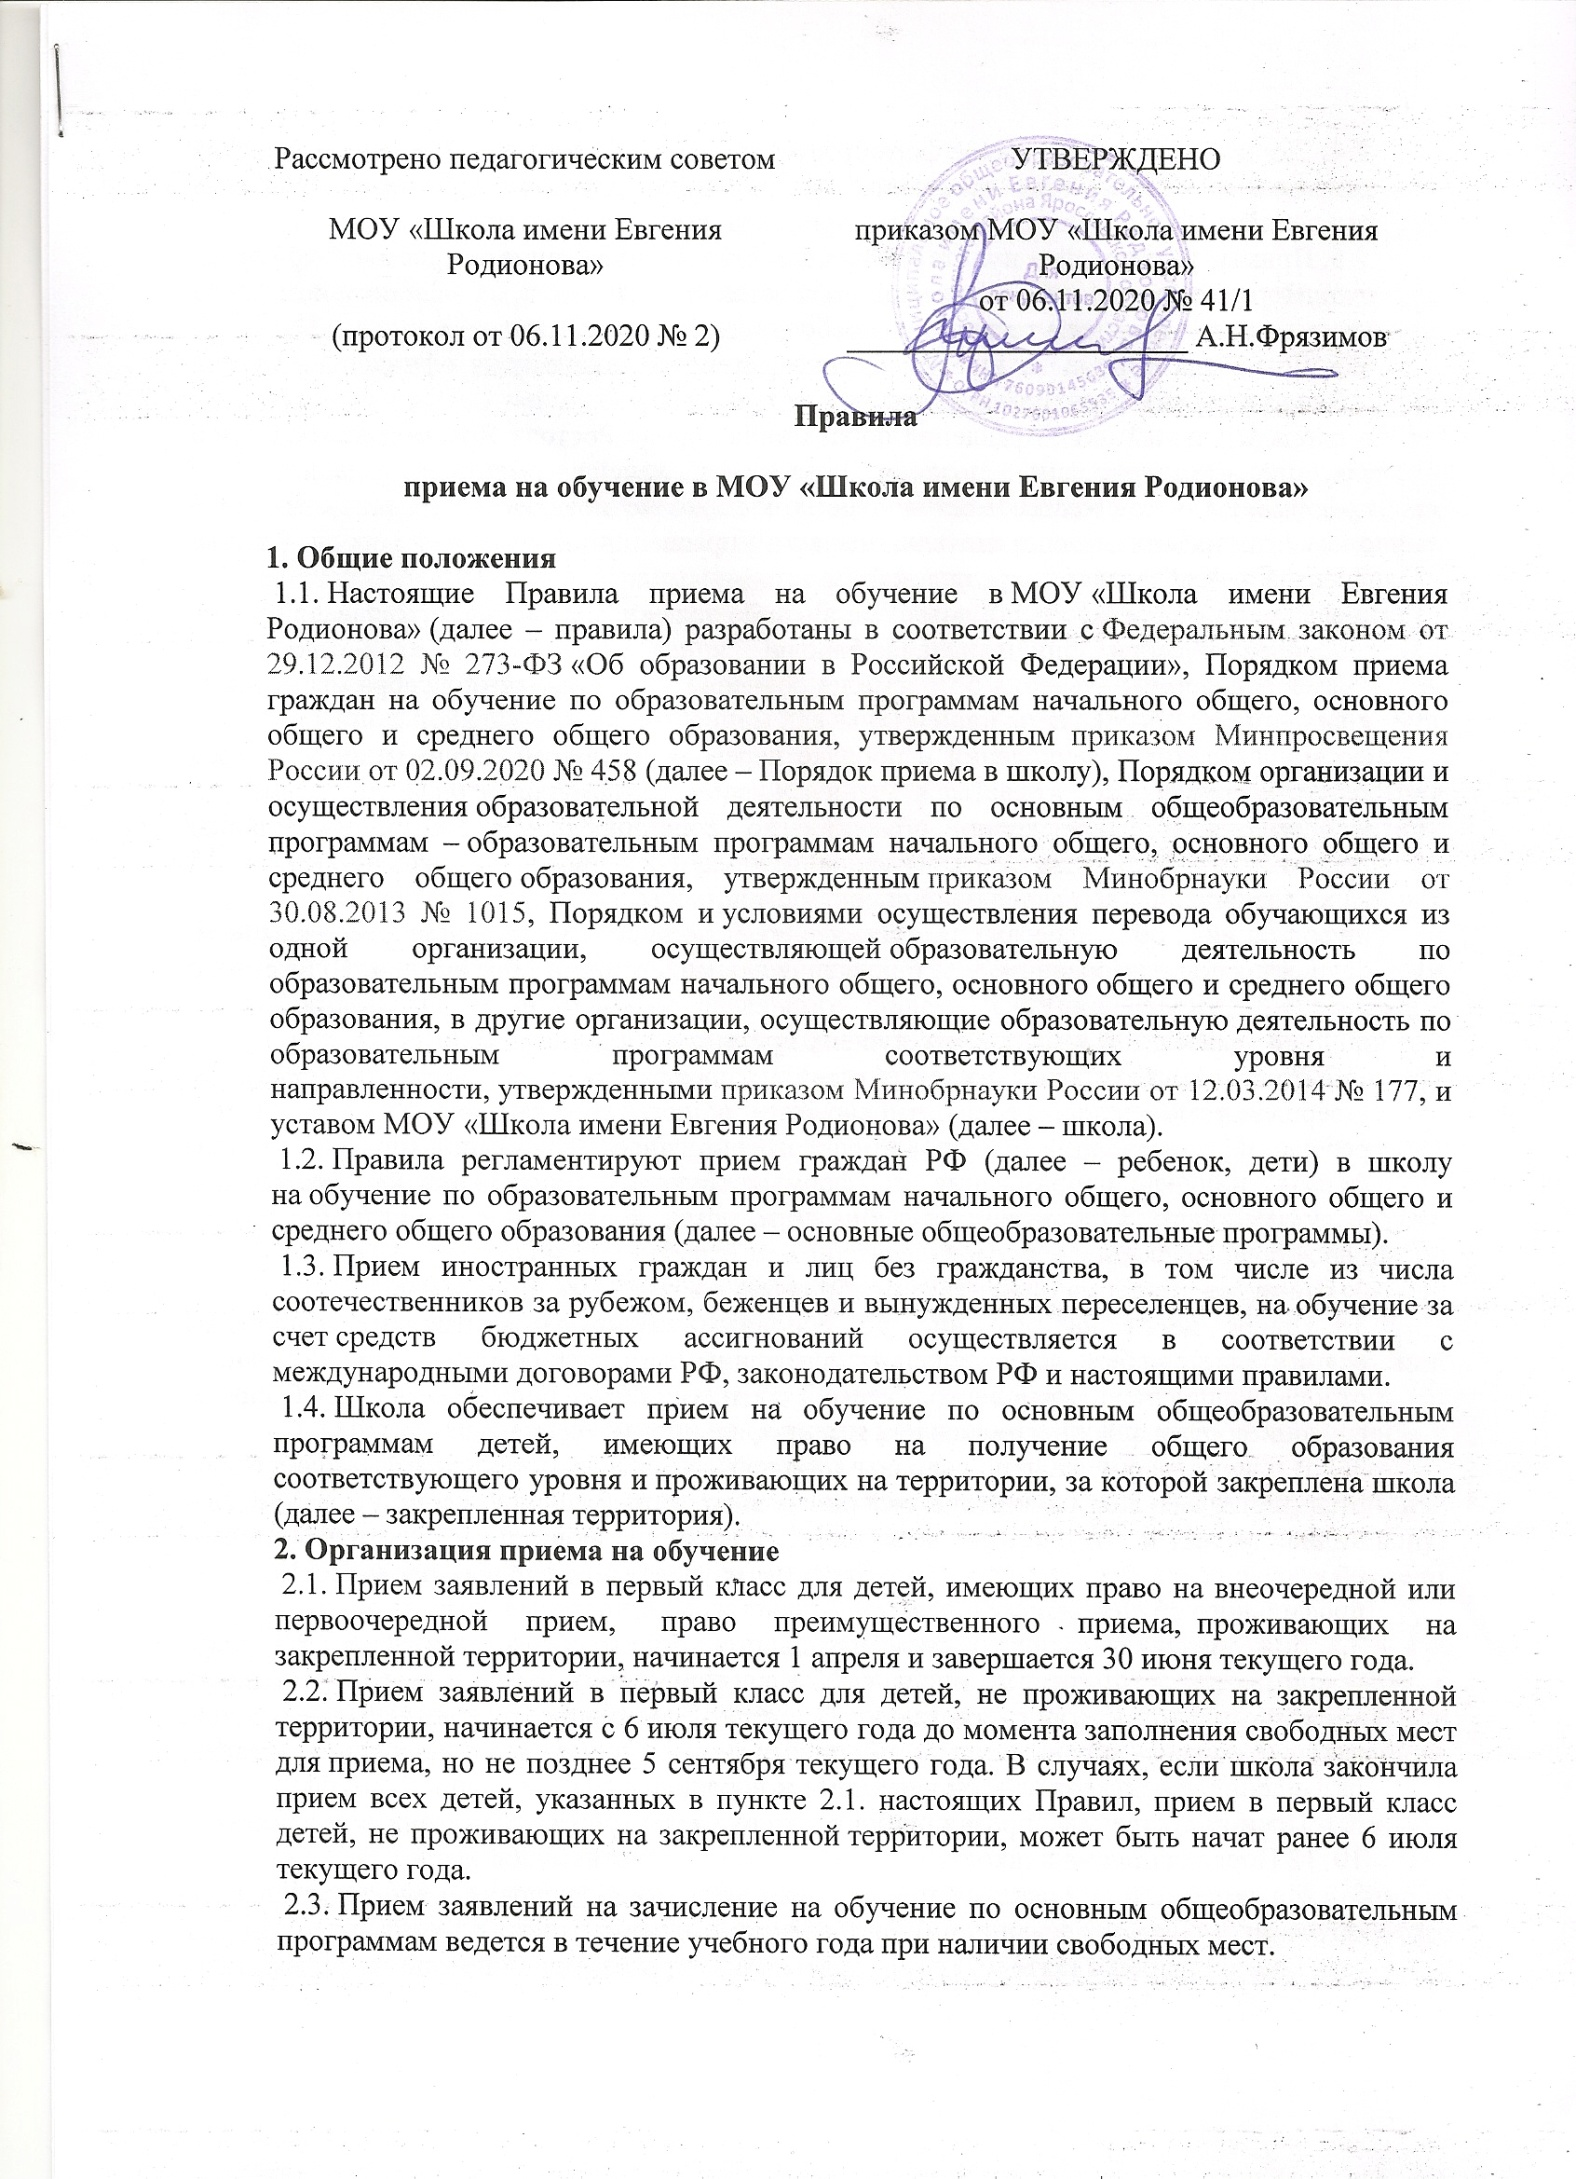 Рассмотрено педагогическим советом
МОУ «Школа имени Евгения
Родионова»
(протокол от 06.11.2020 № 2)
УТВЕРЖДЕНО
приказом МОУ «Школа имени Евгения
Родионова»
от 06.11.2020 № 41/1
______________________ А.Н.Фрязимов
Правила
приема на обучение в МОУ «Школа имени Евгения Родионова»
1. Общие положения
1.1. Настоящие Правила приема на обучение в МОУ «Школа имени Евгения
Родионова» (далее – правила) разработаны в соответствии с Федеральным законом от
29.12.2012 № 273-ФЗ «Об образовании в Российской Федерации», Порядком приема
граждан на обучение по образовательным программам начального общего, основного
общего и среднего общего образования, утвержденным приказом Минпросвещения
России от 02.09.2020 № 458 (далее – Порядок приема в школу), Порядком организации и
осуществления образовательной деятельности по основным общеобразовательным
программам – образовательным программам начального общего, основного общего и
среднего общего образования, утвержденным приказом Минобрнауки России от
30.08.2013 № 1015, Порядком и условиями осуществления перевода обучающихся из
одной организации, осуществляющей образовательную деятельность по
образовательным программам начального общего, основного общего и среднего общего
образования, в другие организации, осуществляющие образовательную деятельность по
образовательным программам соответствующих уровня и
направленности, утвержденными приказом Минобрнауки России от 12.03.2014 № 177, и
уставом МОУ «Школа имени Евгения Родионова» (далее – школа).
1.2. Правила регламентируют прием граждан РФ (далее – ребенок, дети) в школу
на обучение по образовательным программам начального общего, основного общего и
среднего общего образования (далее – основные общеобразовательные программы).
1.3. Прием иностранных граждан и лиц без гражданства, в том числе из числа
соотечественников за рубежом, беженцев и вынужденных переселенцев, на обучение за
счет средств бюджетных ассигнований осуществляется в соответствии с
международными договорами РФ, законодательством РФ и настоящими правилами.
1.4. Школа обеспечивает прием на обучение по основным общеобразовательным
программам детей, имеющих право на получение общего образования
соответствующего уровня и проживающих на территории, за которой закреплена школа
(далее – закрепленная территория).
2. Организация приема на обучение
2.1. Прием заявлений в первый класс для детей, имеющих право на внеочередной или
первоочередной прием, право преимущественного приема, проживающих на
закрепленной территории, начинается 1 апреля и завершается 30 июня текущего года.
2.2. Прием заявлений в первый класс для детей, не проживающих на закрепленной
территории, начинается с 6 июля текущего года до момента заполнения свободных мест
для приема, но не позднее 5 сентября текущего года. В случаях, если школа закончила
прием всех детей, указанных в пункте 2.1. настоящих Правил, прием в первый класс
детей, не проживающих на закрепленной территории, может быть начат ранее 6 июля
текущего года.
2.3. Прием заявлений на зачисление на обучение по основным общеобразовательным
программам ведется в течение учебного года при наличии свободных мест.